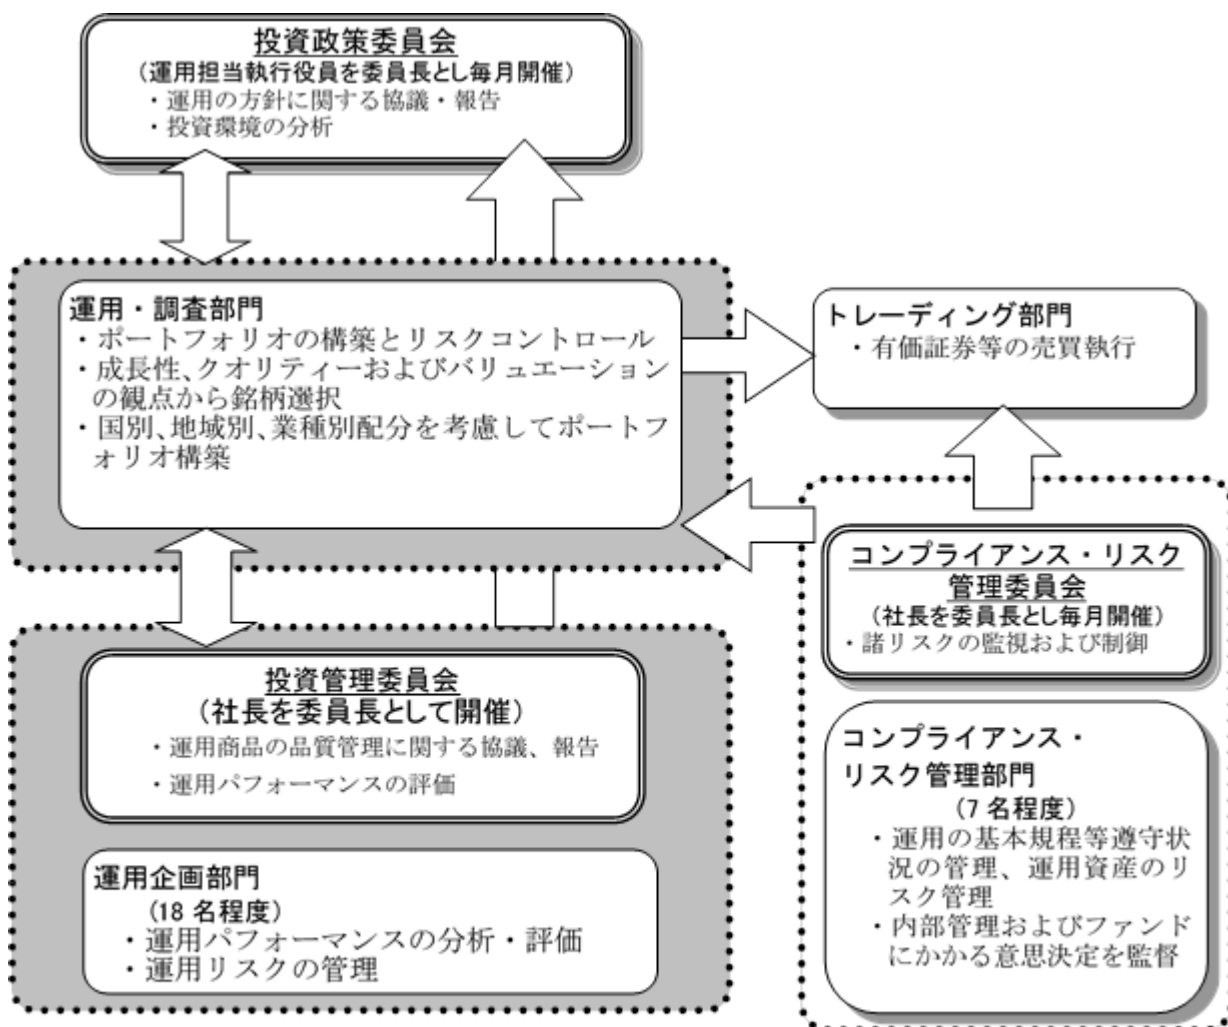 投資政策委員会
（運用担当執行役員を委員長とし毎月開催）
・運用の方針に関する協議・報告
・投資環境の分析
運用・調査部門
・ポートフォリオの構築とリスクコントロール
・成長性、クオリティーおよびバリュエーション
の観点から銘柄選択
・国別、地域別、業種別配分を考慮してポートフ
ォリオ構築
トレーディング部門
・有価証券等の売買執行
投資管理委員会
（社長を委員長として開催）
・運用商品の品質管理に関する協議、報告
・運用パフォーマンスの評価
運用企画部門
（18 名程度）
・運用パフォーマンスの分析・評価
・運用リスクの管理
コンプライアンス・リスク
管理委員会
（社長を委員長とし毎月開催）
・諸リスクの監視および制御
コンプライアンス・
リスク管理部門
（7 名程度）
・運用の基本規程等遵守状
況の管理、運用資産のリ
スク管理
・内部管理およびファンド
にかかる意思決定を監督